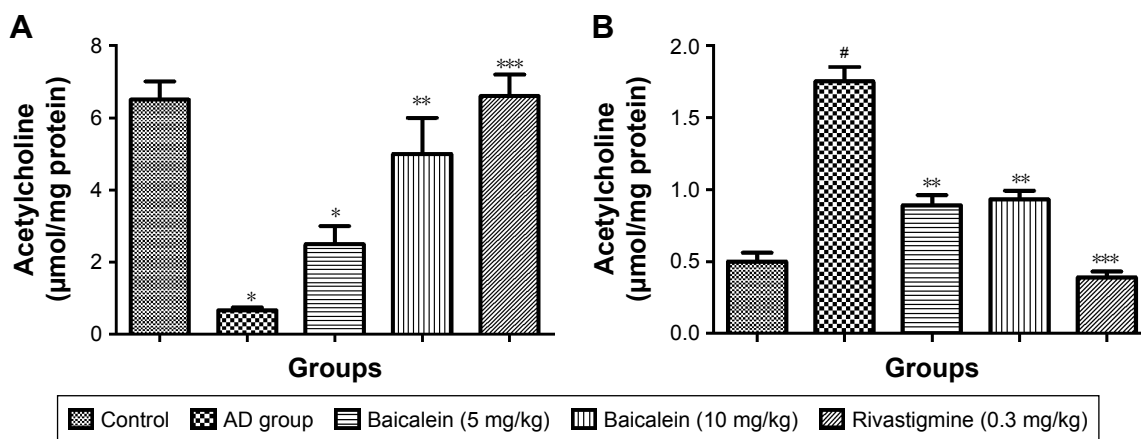 A
Acetylcholine
(µmol/mg protein)
8
6
4
2
0
*
*
**
***
Groups
B
Acetylcholine
(µmol/mg protein)
2.0
1.5
1.0
0.5
0.0
#
**
**
***
Groups
Control AD group Baicalein (5 mg/kg) Baicalein (10 mg/kg) Rivastigmine (0.3 mg/kg)